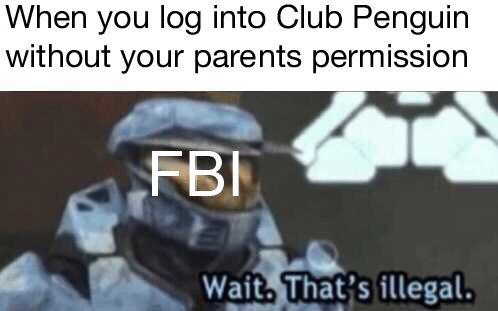 When you log into Club Penguin
without your parents permission
FBI
Wait. That's illegal.